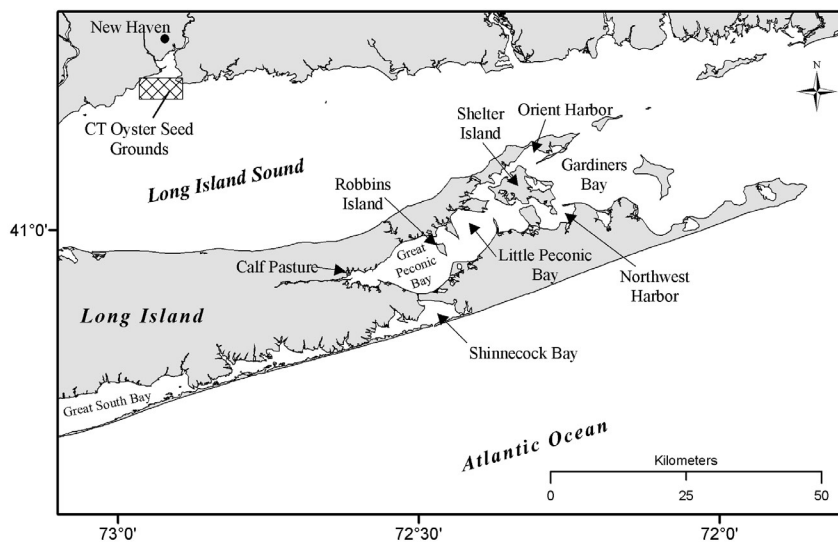 New Haven
N
CT Oyster Seed
Grounds
Shelter
Island
Orient Harbor
Long Island Sound
Gardiners
Bay
Robbins
Island
41°0'
Great
Peconic
Bay
Little Peconic
Bay
Calf Pasture
Northwest
Harbor
Long Island
Shinnecock Bay
Great South Bay
Atlantic Ocean
Kilometers
0 25 50
73°0' 72°30' 72°0'